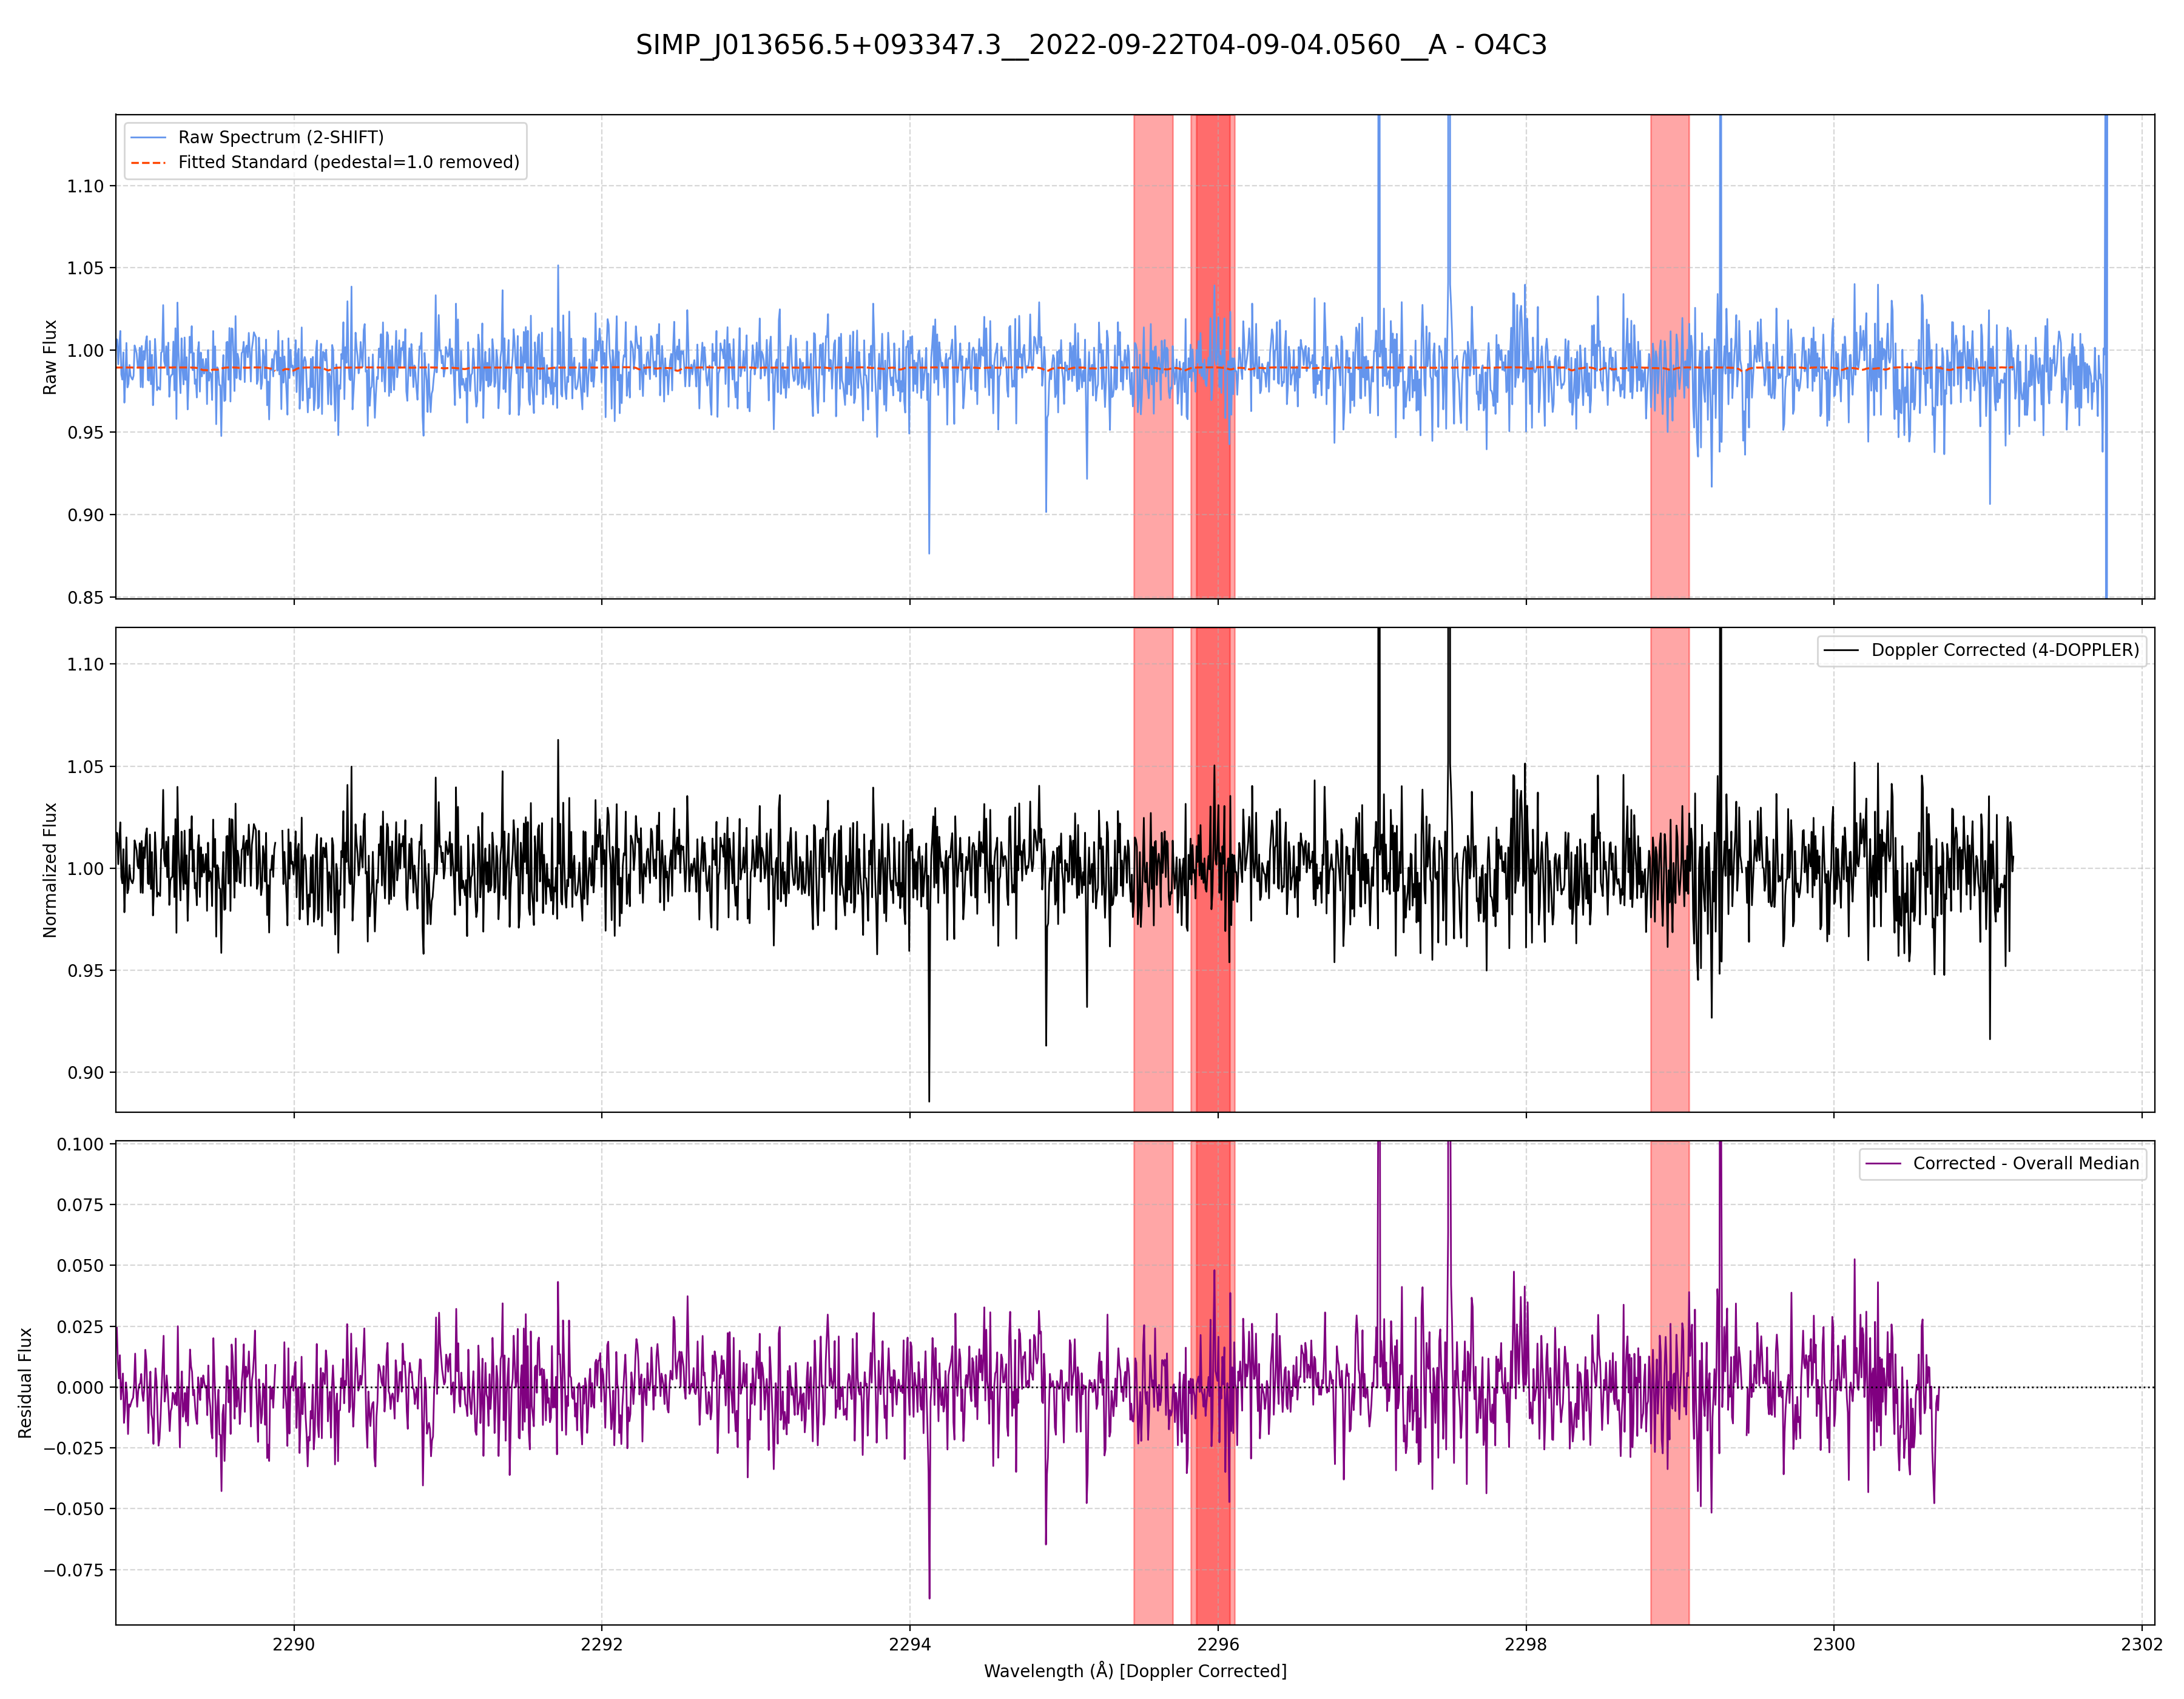 SIMP_J013656.5+093347.3__2022-09-22T04-09-04.0560__A - O4C3
Raw Spectrum (2-SHIFT)
Fitted Standard (pedestal=1.0 removed)
Raw Flux
1.10
1.05
1.00
0.95
0.90
0.85
Doppler Corrected (4-DOPPLER)
Normalized Flux
1.10
1.05
1.00
0.95
0.90
Corrected - Overall Median
Residual Flux
0.100
0.075
0.050
0.025
0.000
−0.025
−0.050
−0.075
2290 2292 2294 2296 2298 2300 2302
Wavelength (Å) [Doppler Corrected]